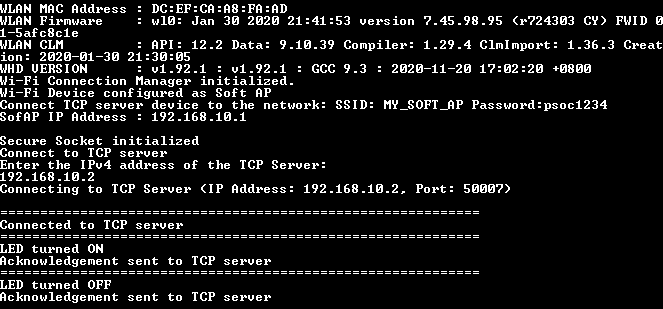 WLAN MAC Address : DC:EF:CA:A8:FA:AD
WLAN Firmware    : wl0: Jan 30 2020 21:41:53 version 7.45.98.95 (r724303 CY) FWID 0
1-5afc8c1e
WLAN CLM         : API: 12.2 Data: 9.10.39 Compiler: 1.29.4 ClmImport: 1.36.3 Creat
ion: 2020-01-30 21:30:05
WHD VERSION      : v1.92.1 : v1.92.1 : GCC 9.3 : 2020-11-20 17:02:20 +0800
Wi-Fi Connection Manager initialized.
Wi-Fi Device configured as Soft AP
Connect TCP server device to the network: SSID: MY_SOFT_AP Password:psoc1234
SofAP IP Address : 192.168.10.1
Secure Socket initialized
Connect to TCP server
Enter the IPv4 address of the TCP Server:
192.168.10.2
Connecting to TCP Server (IP Address: 192.168.10.2, Port: 50007)
============================================================
Connected to TCP server
============================================================
LED turned ON
Acknowledgement sent to TCP server
============================================================
LED turned OFF
Acknowledgement sent to TCP server